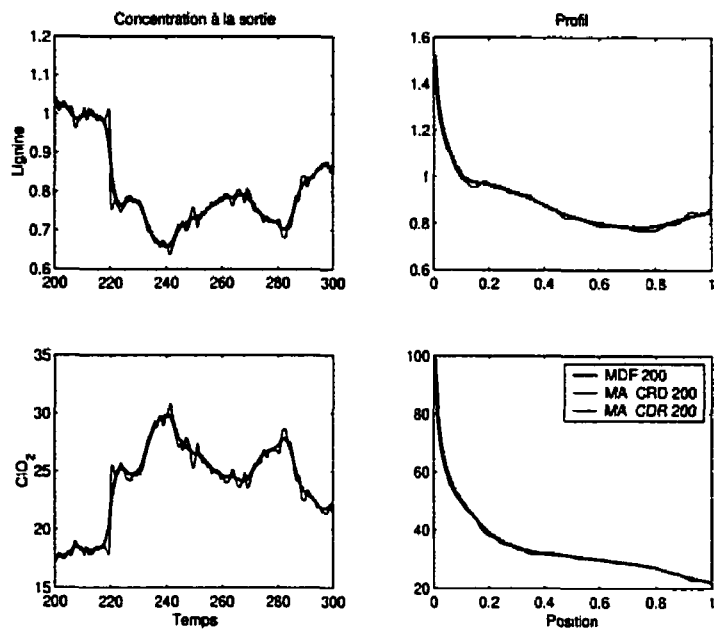 Concentration à la sortie
Profil
1.2
1.1
1
0.9
0.8
0.7
0.6
Lignine
200 220 240 260 280 300
1.6
1.4
1.2
1
0.8
0.6
0 0.2 0.4 0.6 0.8 1
35
30
25
20
15
ClO2
200 220 240 260 280 300
Temps
100
80
60
40
20
MDF 200
MA CRD 200
MA CDR 200
0 0.2 0.4 0.6 0.8 1
Position